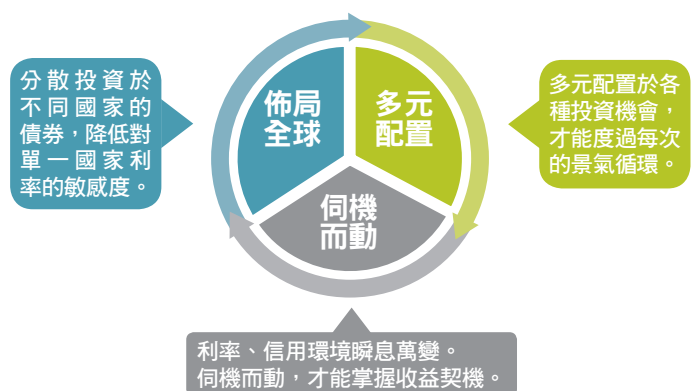 分散投資於
不同國家的
債券，降低對
單一國家利
率的敏感度。
佈局
全球
多元
配置
多元配置於各
種投資機會，
才能度過每次
的景氣循環。
伺機
而動
利率、信用環境瞬息萬變。
伺機而動，才能掌握收益契機。